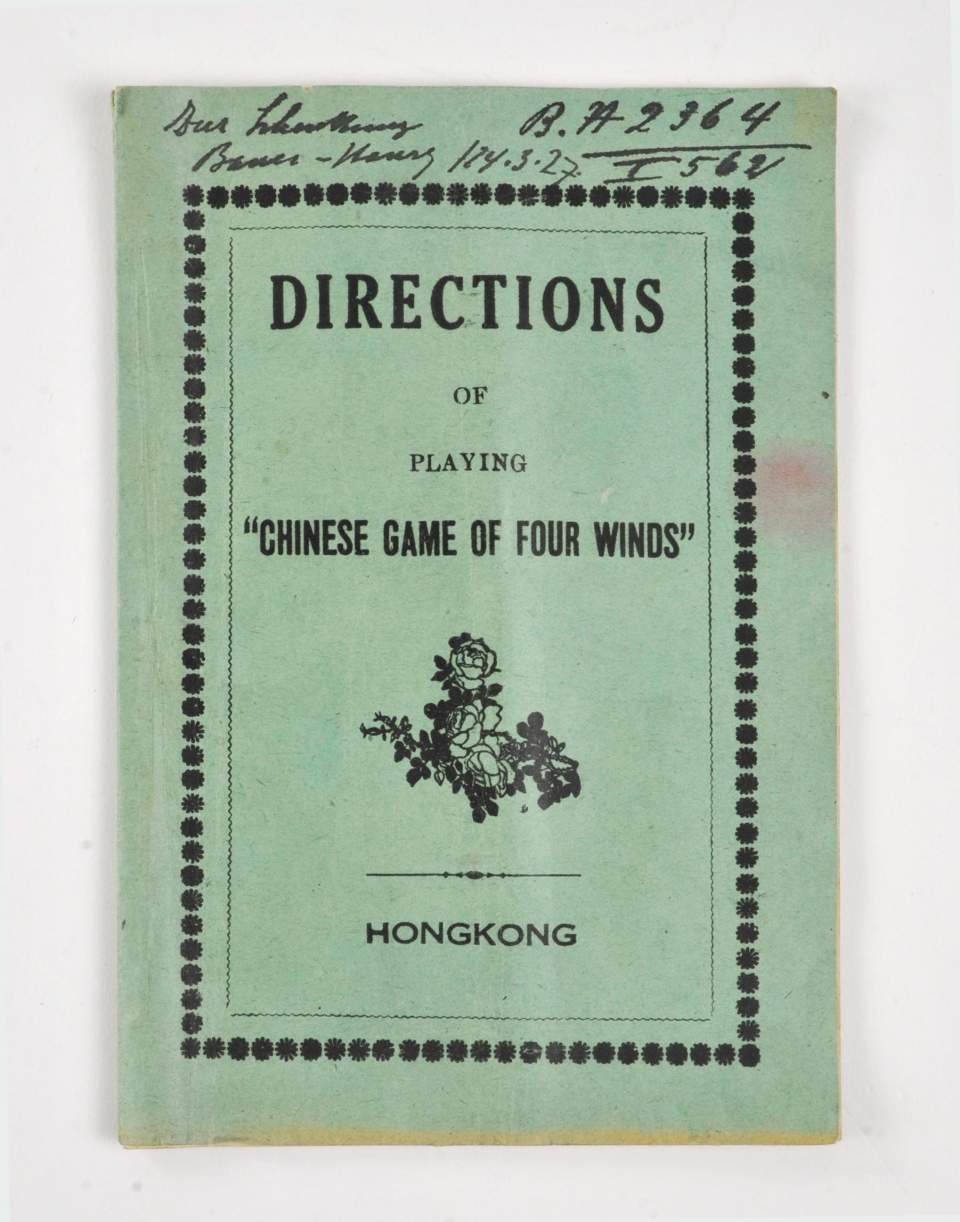 B. A 2364
I 562
DIRECTIONS
OF
PLAYING
"CHINESE GAME OF FOUR WINDS"
HONGKONG